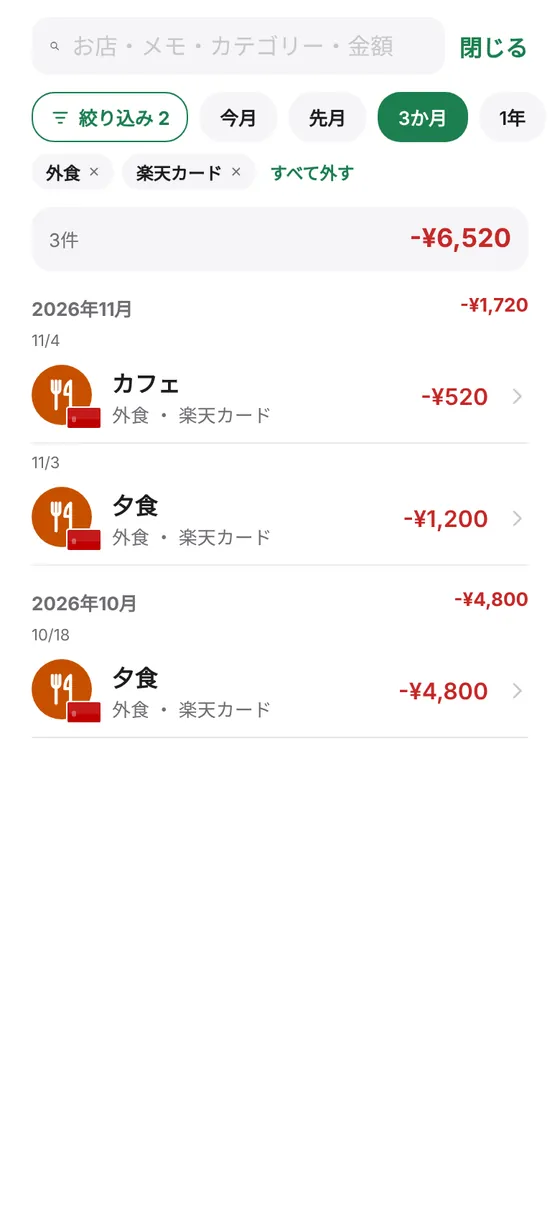 お店・メモ・カテゴリー・金額 閉じる
絞り込み 2 今月 先月 3か月 1年
外食 × 楽天カード × すべて外す
3件 -¥6,520
2026年11月 -¥1,720
11/4
カフェ -¥520
外食 ・ 楽天カード
11/3
夕食 -¥1,200
外食 ・ 楽天カード
2026年10月 -¥4,800
10/18
夕食 -¥4,800
外食 ・ 楽天カード